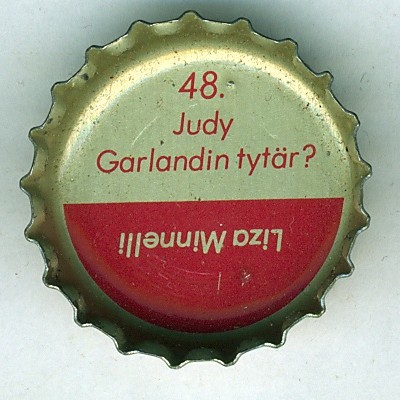 48.
Judy
Garlandin tytär?
Liza Minnelli